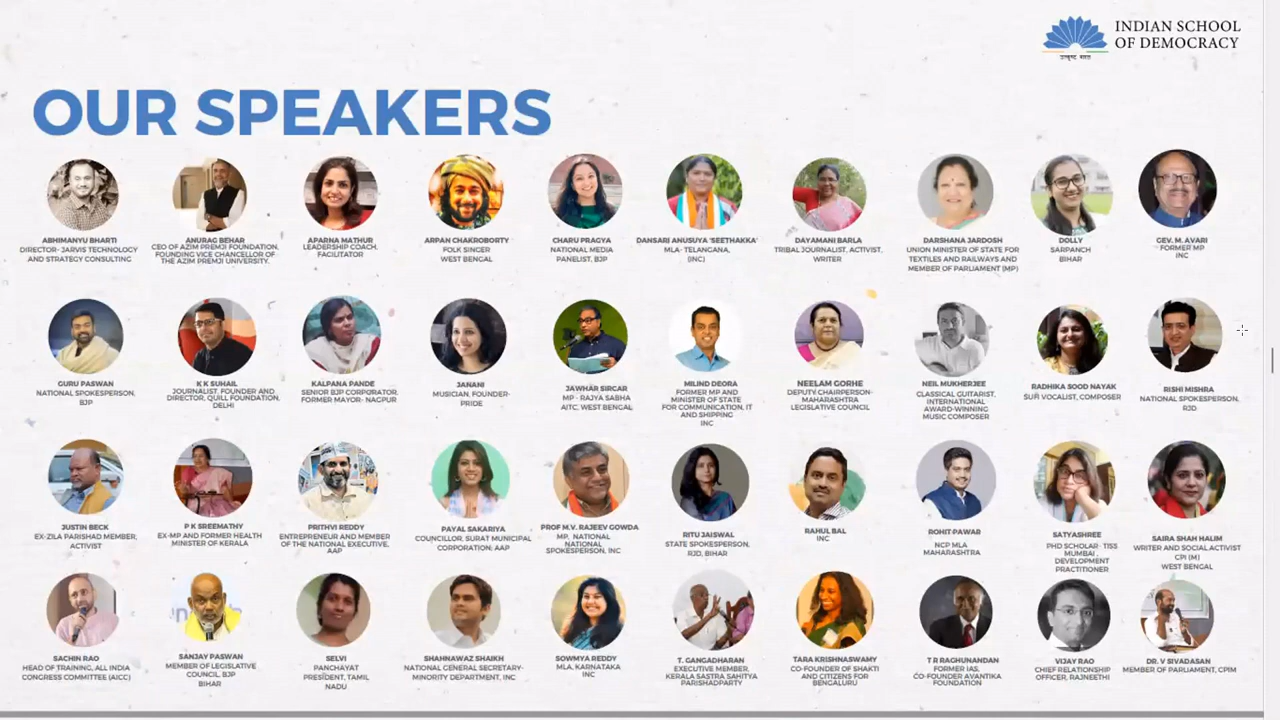 INDIAN SCHOOL
OF DEMOCRACY
OUR SPEAKERS
ABHIMANYU BHARTI
DIRECTOR- JARVIS TECHNOLOGY
AND STRATEGY CONSULTING
ANURAG BEHAR
CEO OF AZIM PREMJI FOUNDATION,
FOUNDING VICE CHANCELLOR OF
THE AZIM PREMJI UNIVERSITY.
APARNA MATHUR
LEADERSHIP COACH,
FACILITATOR
ARPAN CHAKROBORTY
FOLK SINGER
WEST BENGAL
CHARU PRAGYA
NATIONAL MEDIA
PANELIST, BJP
DANSARI ANUSUYA 'SEETHAKKA'
MLA- TELANGANA,
(INC)
DAYAMANI BARLA
TRIBAL JOURNALIST, ACTIVIST,
WRITER
DARSHANA JARDOSH
UNION MINISTER OF STATE FOR
TEXTILES AND RAILWAYS AND
MEMBER OF PARLIAMENT (MP)
DOLLY
SARPANCH
BIHAR
GEV. M. AVARI
FORMER MP
INC
GURU PASWAN
NATIONAL SPOKESPERSON,
BJP
K K SUHAIL
JOURNALIST, FOUNDER AND
DIRECTOR, QUILL FOUNDATION,
DELHI
KALPANA PANDE
SENIOR BJP CORPORATOR,
FORMER MAYOR- NAGPUR
JANANI
MUSICIAN, FOUNDER-
PRIDE
JAWHAR SIRCAR
MP - RAJYA SABHA
AITC, WEST BENGAL
MILIND DEORA
FORMER MP AND
MINISTER OF STATE
FOR COMMUNICATION, IT
AND SHIPPING
INC
NEELAM GORHE
DEPUTY CHAIRPERSON-
MAHARASHTRA
LEGISLATIVE COUNCIL
NEIL MUKHERJEE
CLASSICAL GUITARIST,
INTERNATIONAL
AWARD-WINNING
MUSIC COMPOSER
RADHIKA SOOD NAYAK
SUFI VOCALIST, COMPOSER
RISHI MISHRA
NATIONAL SPOKESPERSON,
RJD
JUSTIN BECK
EX-ZILA PARISHAD MEMBER,
ACTIVIST
P K SREEMATHY
EX-MP AND FORMER HEALTH
MINISTER OF KERALA
PRITHVI REDDY
ENTREPRENEUR AND MEMBER
OF THE NATIONAL EXECUTIVE,
AAP
PAYAL SAKARIYA
COUNCILLOR, SURAT MUNICIPAL
CORPORATION; AAP
PROF M.V. RAJEEV GOWDA
MP, NATIONAL
NATIONAL
SPOKESPERSON, INC
RITU JAISWAL
STATE SPOKESPERSON,
RJD, BIHAR
RAHUL BAL
INC
ROHIT PAWAR
NCP MLA
MAHARASHTRA
SATYASHREE
PHD SCHOLAR- TISS
MUMBAI ,
DEVELOPMENT
PRACTITIONER
SAIRA SHAH HALIM
WRITER AND SOCIAL ACTIVIST
CPI (M)
WEST BENGAL
SACHIN RAO
HEAD OF TRAINING, ALL INDIA
CONGRESS COMMITTEE (AICC)
SANJAY PASWAN
MEMBER OF LEGISLATIVE
COUNCIL, BJP
BIHAR
SELVI
PANCHAYAT
PRESIDENT, TAMIL
NADU
SHAHNAWAZ SHAIKH
NATIONAL GENERAL SECRETARY-
MINORITY DEPARTMENT, INC
SOWMYA REDDY
MLA, KARNATAKA
INC
T. GANGADHARAN
EXECUTIVE MEMBER,
KERALA SASTRA SAHITYA
PARISHADPARTY
TARA KRISHNASWAMY
CO-FOUNDER OF SHAKTI
AND CITIZENS FOR
BENGALURU
T R RAGHUNANDAN
FORMER IAS,
CO-FOUNDER AVANTIKA
FOUNDATION
VIJAY RAO
CHIEF RELATIONSHIP
OFFICER, RAJNEETHI
DR. V SIVADASAN
MEMBER OF PARLIAMENT, CPIM